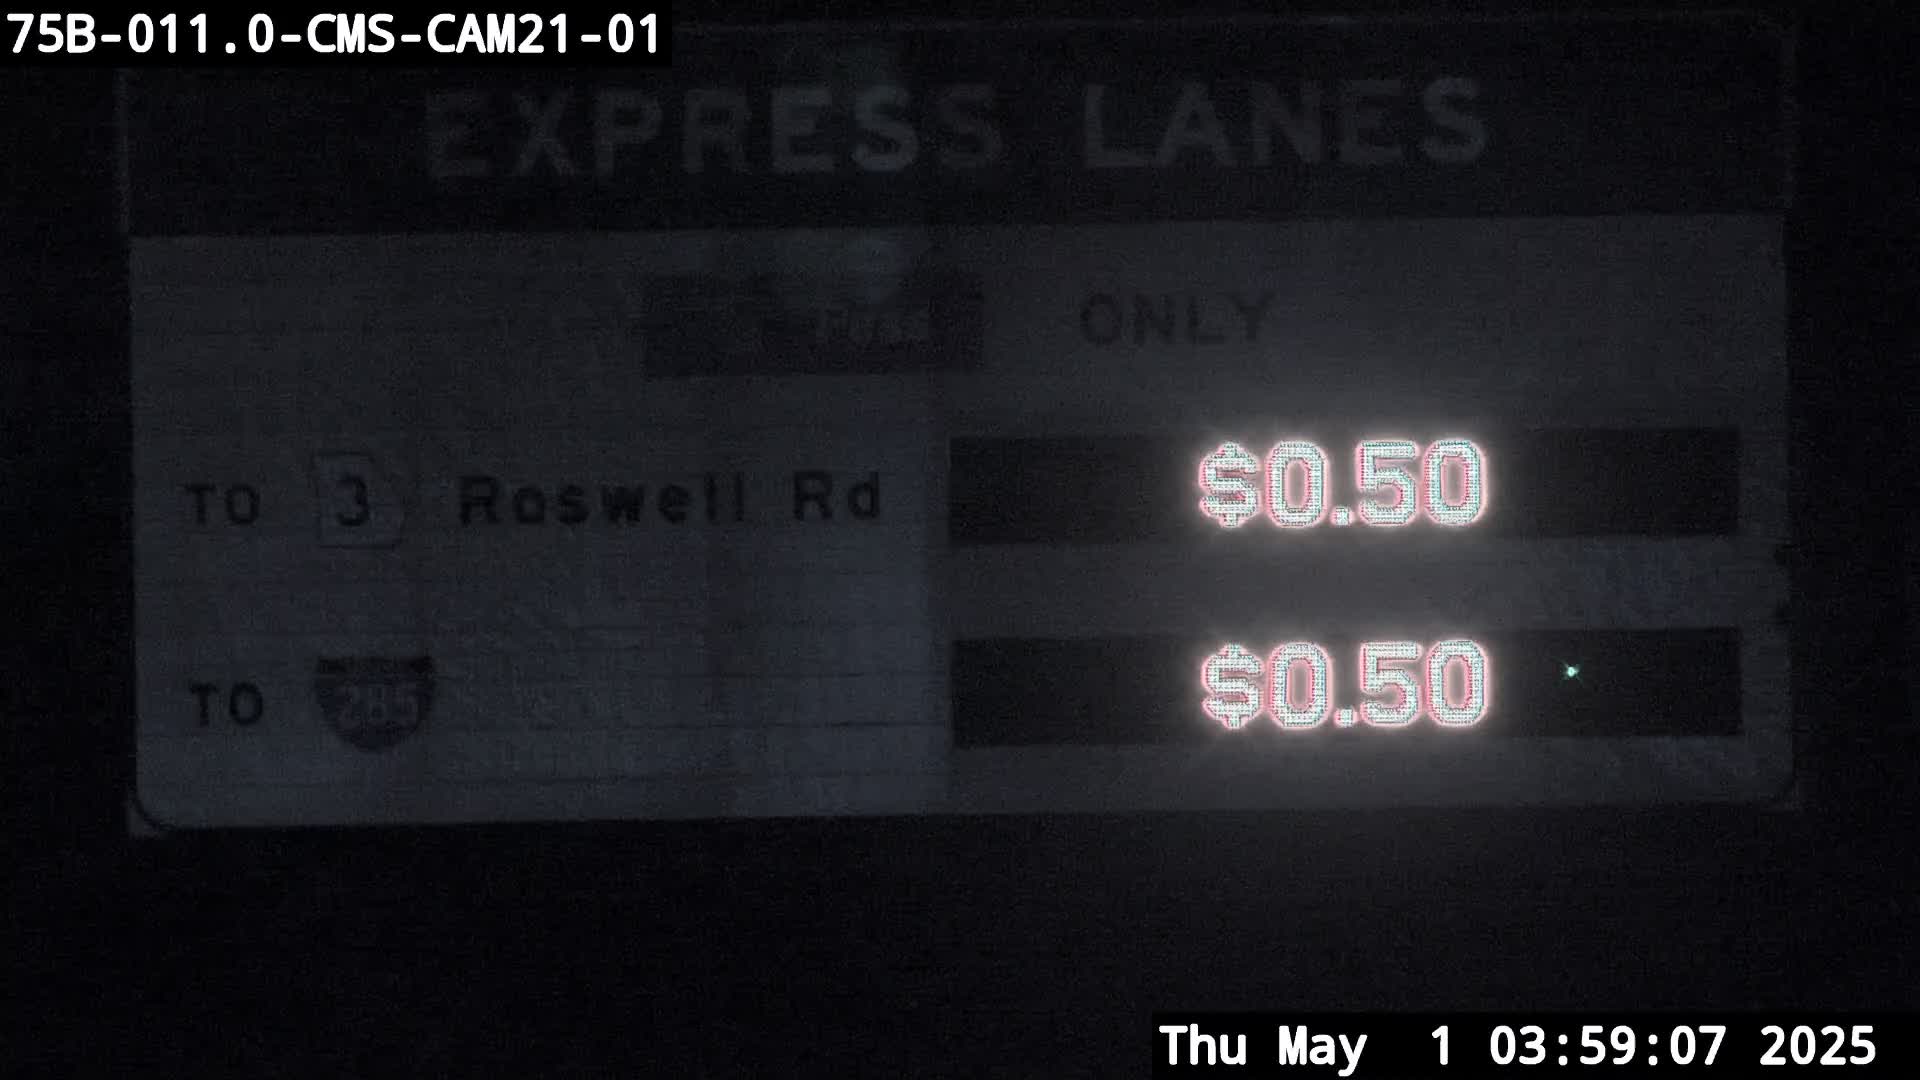 75B-011.0-CMS-CAM21-01
EXPRESS LANES
ONLY
TO 3 Roswell Rd $0.50
TO 285 $0.50
Thu May 1 03:59:07 2025